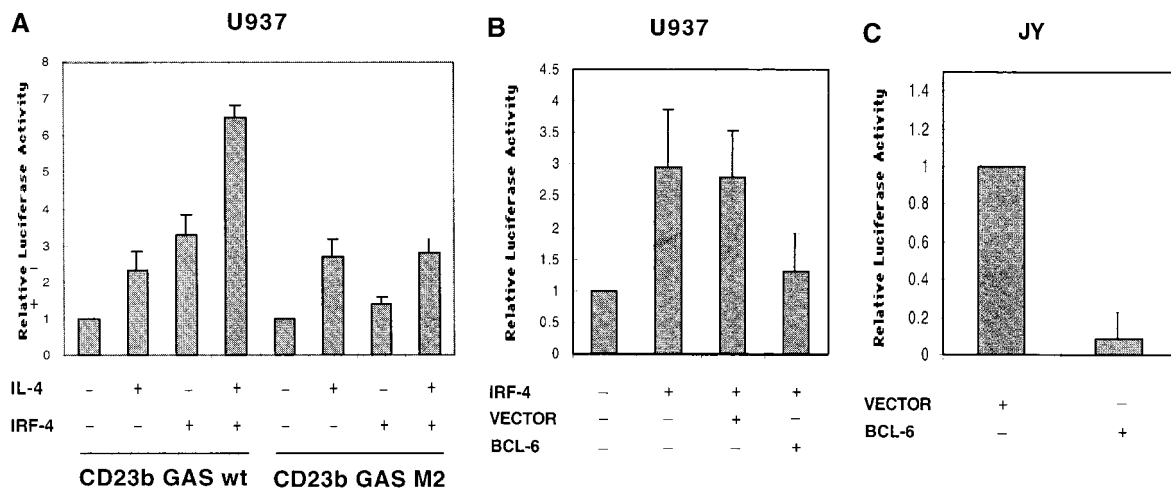 A
U937
Relative Luciferase Activity
8
7
6
5
4
3
2
1
0
–
+
IL-4 – + – + – + – +
IRF-4 – – + + – – + +
CD23b GAS wt CD23b GAS M2
B
U937
Relative Luciferase Activity
4.5
4
3.5
3
2.5
2
1.5
1
0.5
0
IRF-4 – + + +
VECTOR – – + –
BCL-6 – – – +
C
JY
Relative Luciferase Activity
1.4
1.2
1
0.8
0.6
0.4
0.2
0
VECTOR + –
BCL-6 – +